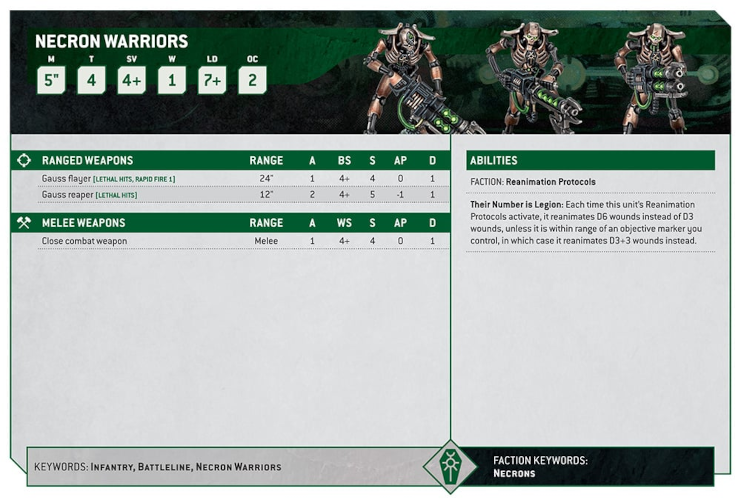 NECRON WARRIORS
M T SV W LD OC
5" 4 4+ 1 7+ 2
RANGED WEAPONS RANGE A BS S AP D
Gauss flayer [LETHAL HITS, RAPID FIRE 1] 24" 1 4+ 4 0 1
Gauss reaper [LETHAL HITS] 12" 2 4+ 5 -1 1
MELEE WEAPONS RANGE A WS S AP D
Close combat weapon Melee 1 4+ 4 0 1
ABILITIES
FACTION: Reanimation Protocols
Their Number is Legion: Each time this unit's Reanimation
Protocols activate, it reanimates D6 wounds instead of D3
wounds, unless it is within range of an objective marker you
control, in which case it reanimates D3+3 wounds instead.
KEYWORDS: INFANTRY, BATTLELINE, NECRON WARRIORS
FACTION KEYWORDS:
NECRONS